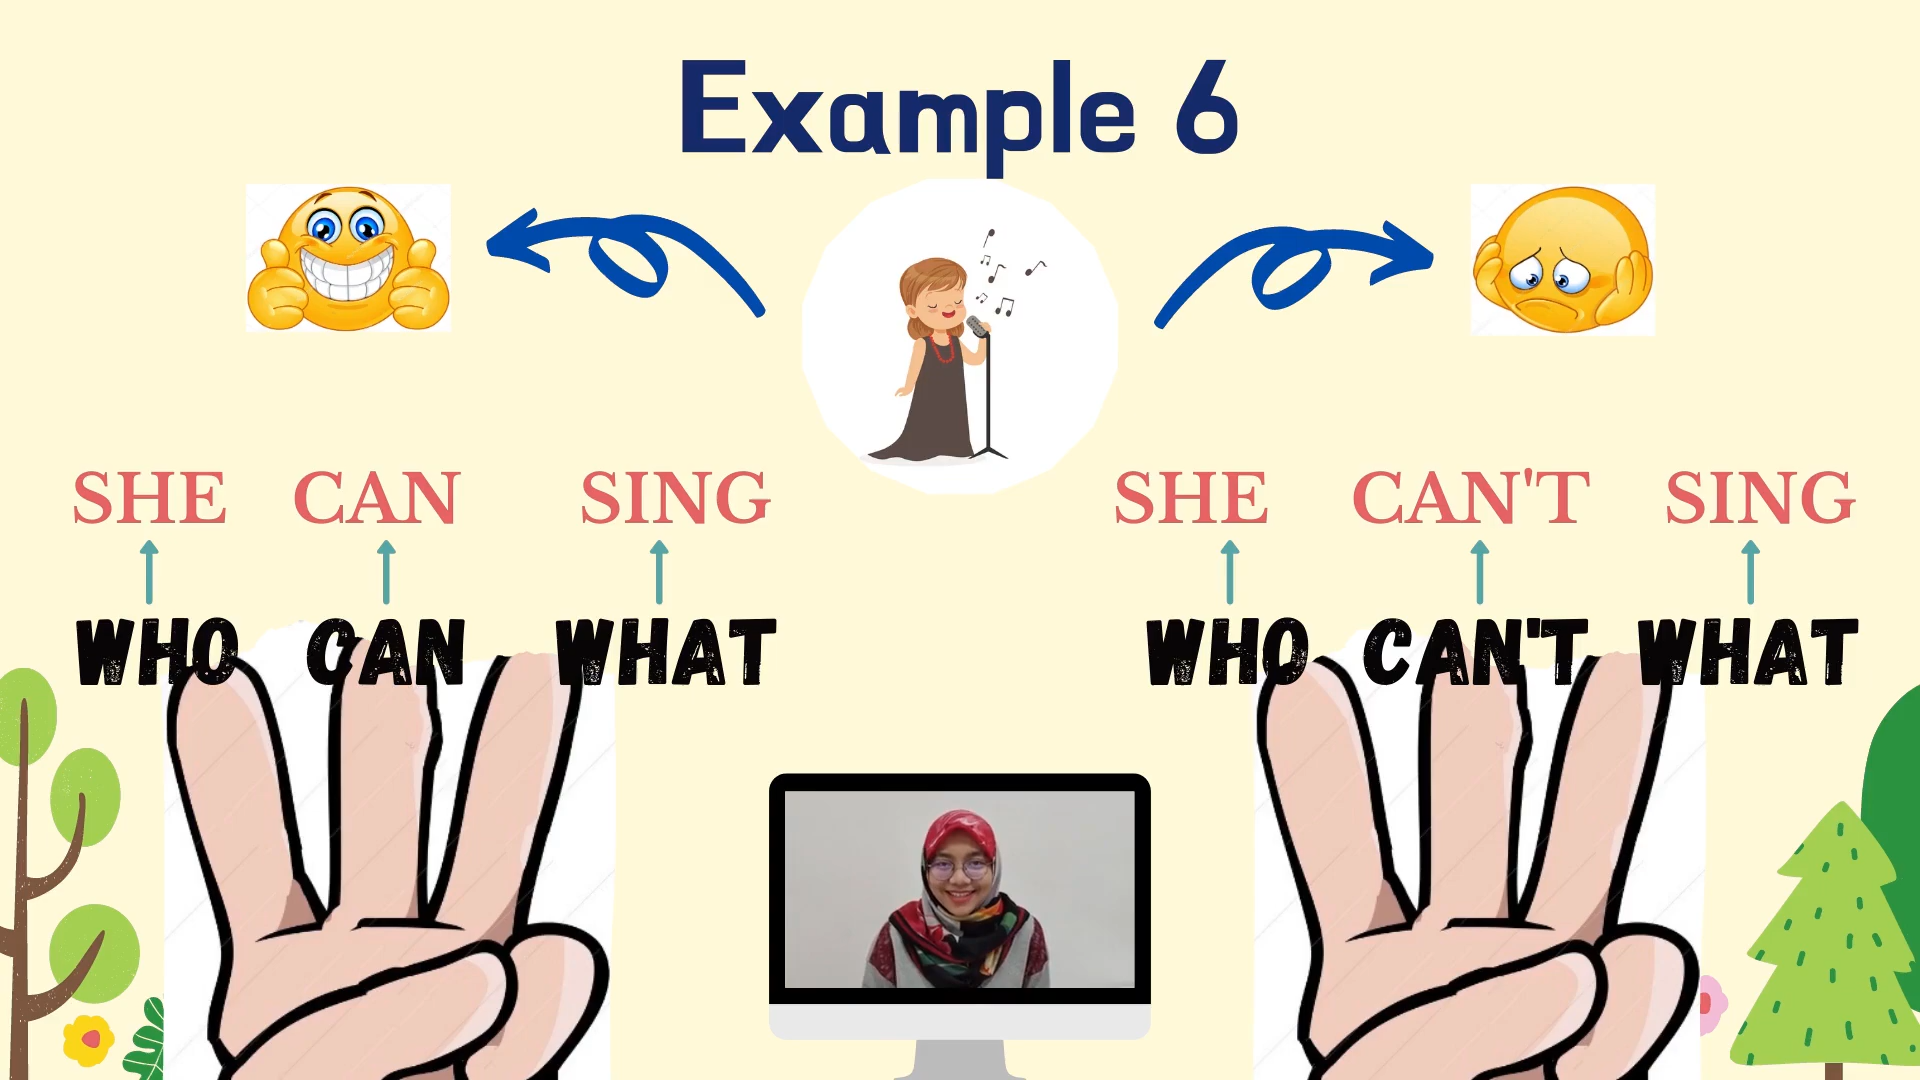 Example 6
SHE CAN SING
WHO CAN WHAT
SHE CAN'T SING
WHO CAN'T WHAT